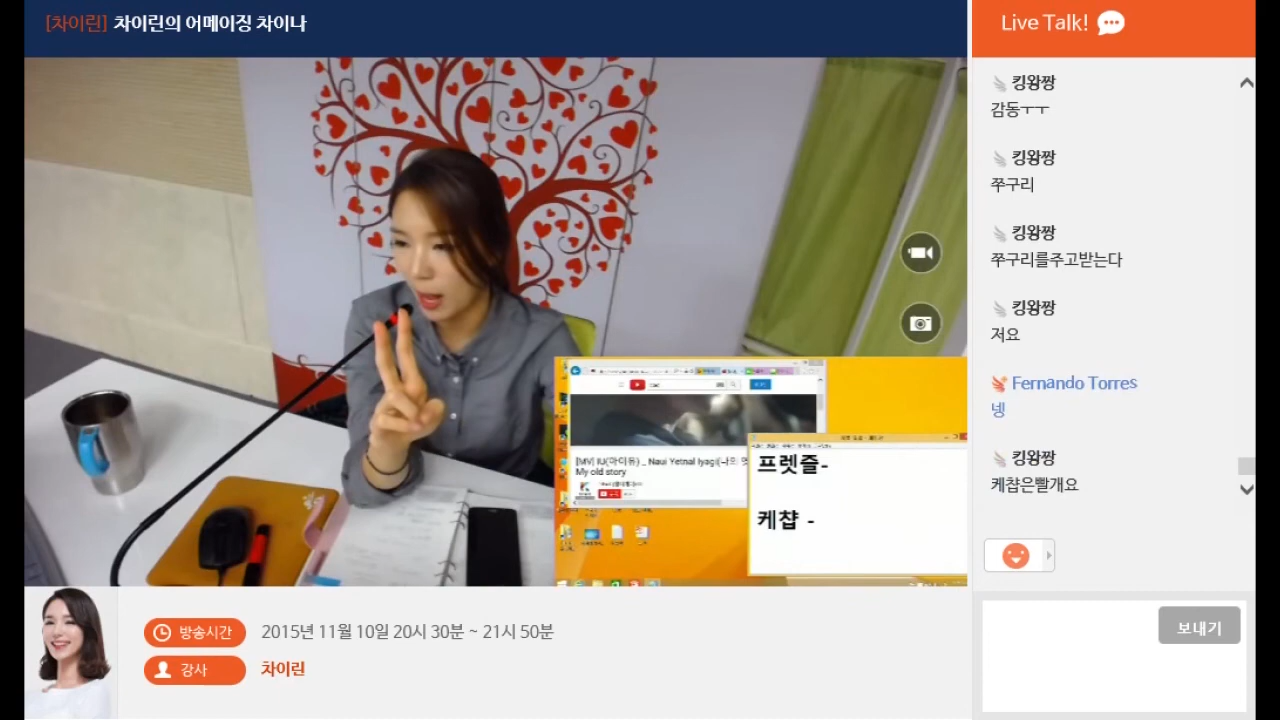 [차이린] 차이린의 어메이징 차이나
Live Talk!
킹왕짱
감동ㅜㅜ
킹왕짱
쭈구리
킹왕짱
쭈구리를주고받는다
킹왕짱
저요
Fernando Torres
넹
킹왕짱
케챱은빨개요
[MV] IU(아이유) _ Naui Yetnal Iyagi(나의 옛
My old story
프렛즐-
케챱 -
방송시간 2015년 11월 10일 20시 30분 ~ 21시 50분
강사 차이린
보내기